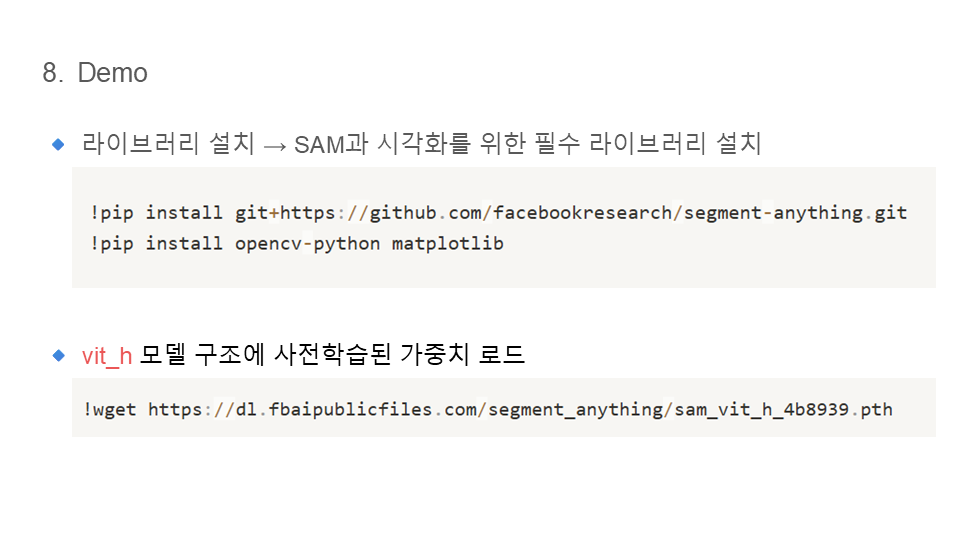 8. Demo
라이브러리 설치 → SAM과 시각화를 위한 필수 라이브러리 설치
!pip install git+https://github.com/facebookresearch/segment-anything.git
!pip install opencv-python matplotlib
vit_h 모델 구조에 사전학습된 가중치 로드
!wget https://dl.fbaipublicfiles.com/segment_anything/sam_vit_h_4b8939.pth